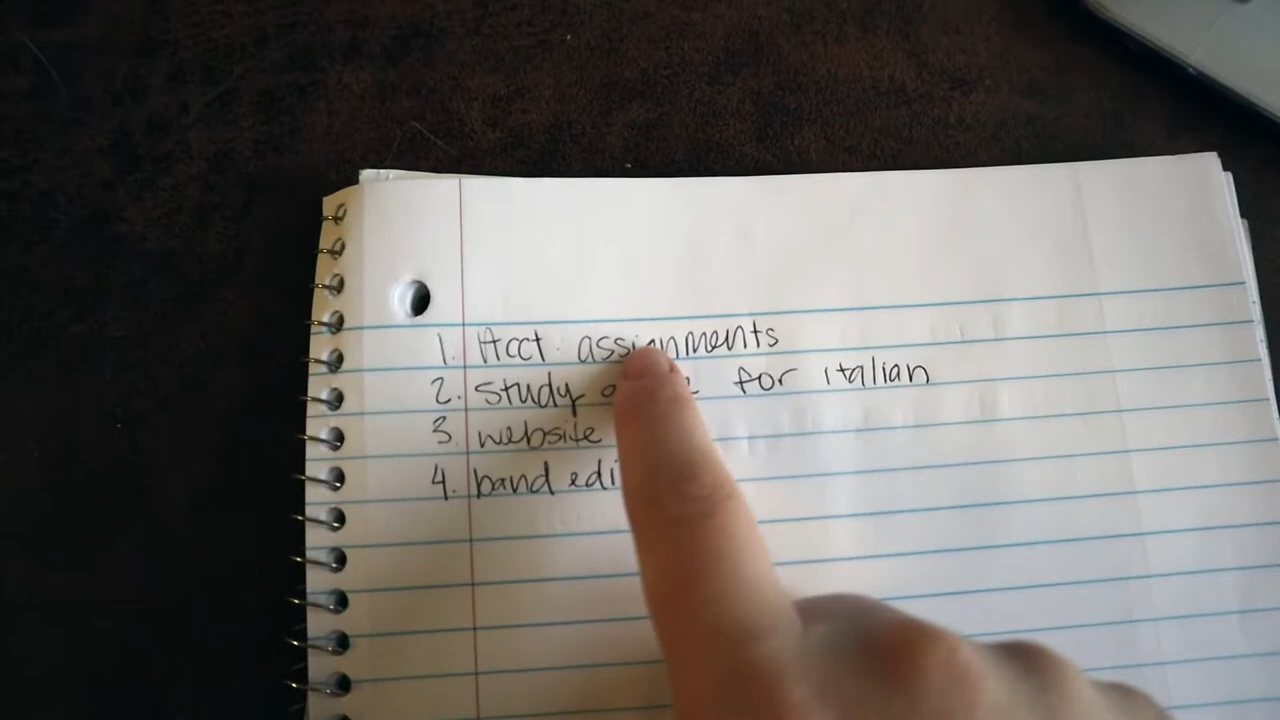 1. Acct assignments
2. study for italian
3. website
4. band